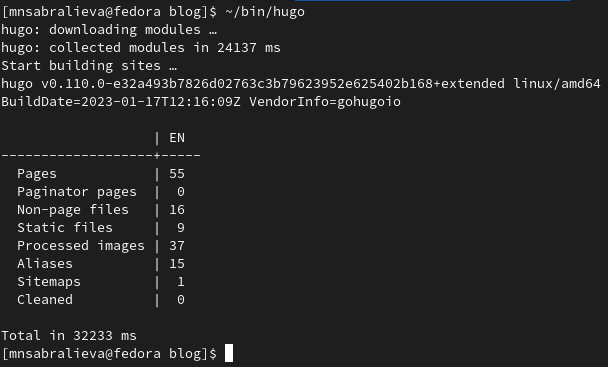 [mnsabralieva@fedora blog]$ ~/bin/hugo
hugo: downloading modules …
hugo: collected modules in 24137 ms
Start building sites …
hugo v0.110.0-e32a493b7826d02763c3b79623952e625402b168+extended linux/amd64
BuildDate=2023-01-17T12:16:09Z VendorInfo=gohugoio
                   | EN
-------------------+-----
  Pages            | 55
  Paginator pages  |  0
  Non-page files   | 16
  Static files     |  9
  Processed images | 37
  Aliases          | 15
  Sitemaps         |  1
  Cleaned          |  0
Total in 32233 ms
[mnsabralieva@fedora blog]$